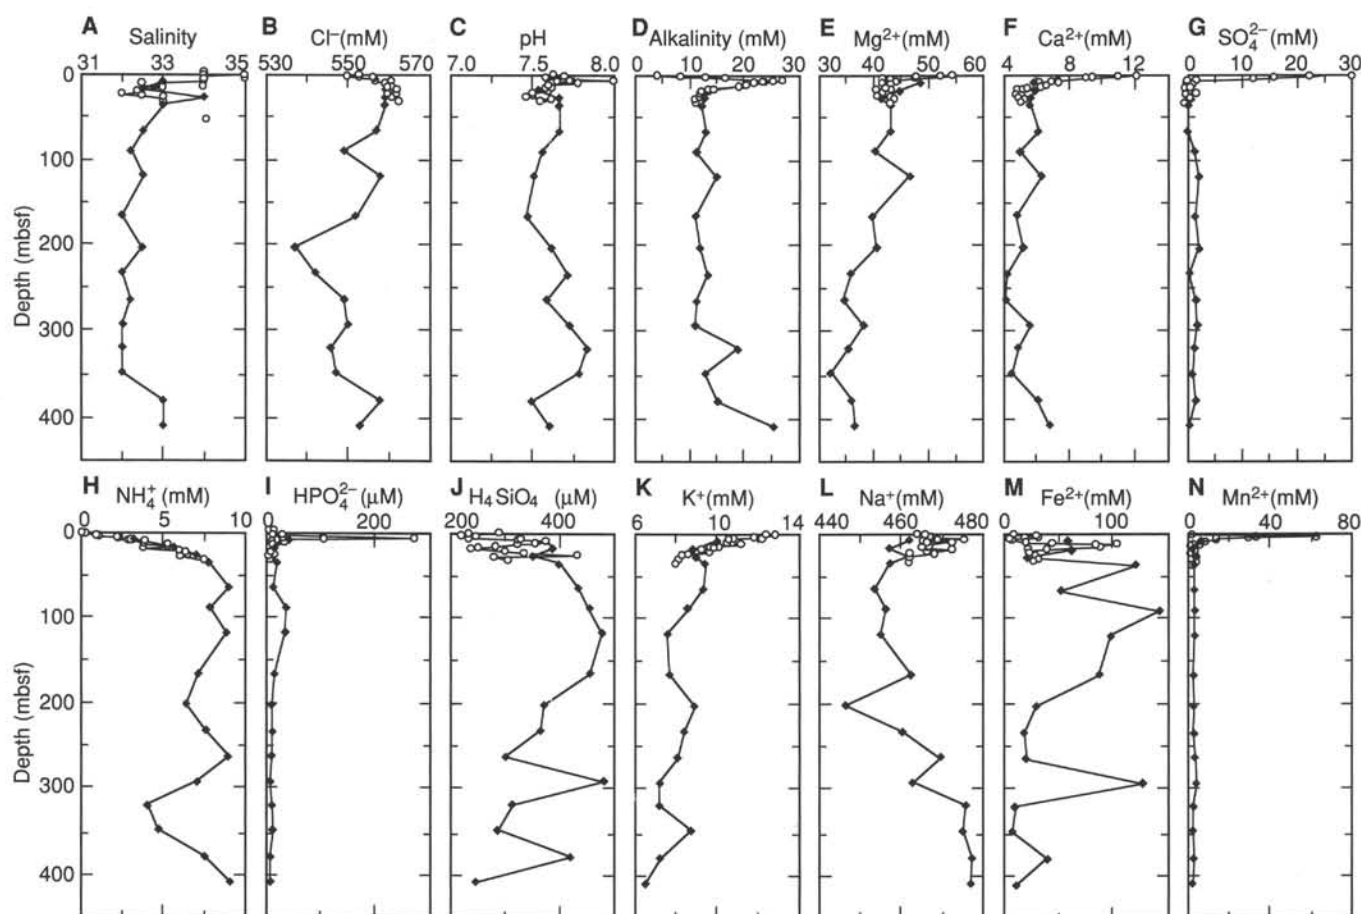 A Salinity B Cl⁻(mM) C pH D Alkalinity (mM) E Mg²⁺(mM) F Ca²⁺(mM) G SO₄²⁻(mM)
31 33 35 530 550 570 7.0 7.5 8.0 0 10 20 30 30 40 50 60 4 8 12 0 10 20 30
0
100
200
300
400
Depth (mbsf)
H NH₄⁺ (mM) I HPO₄²⁻ (μM) J H₄SiO₄ (μM) K K⁺(mM) L Na⁺(mM) M Fe²⁺(mM) N Mn²⁺(mM)
0 5 10 0 200 200 400 6 10 14 440 460 480 0 100 0 40 80
0
100
200
300
400
Depth (mbsf)